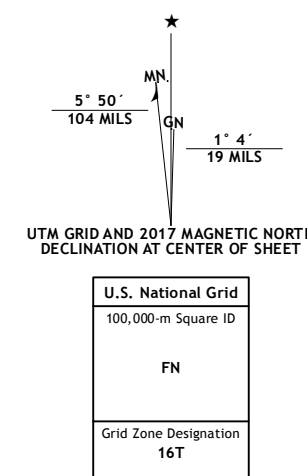 MN.
GN
5° 50´
104 MILS
1° 4´
19 MILS
UTM GRID AND 2017 MAGNETIC NORTH
DECLINATION AT CENTER OF SHEET
U.S. National Grid
100,000-m Square ID
FN
Grid Zone Designation
16T